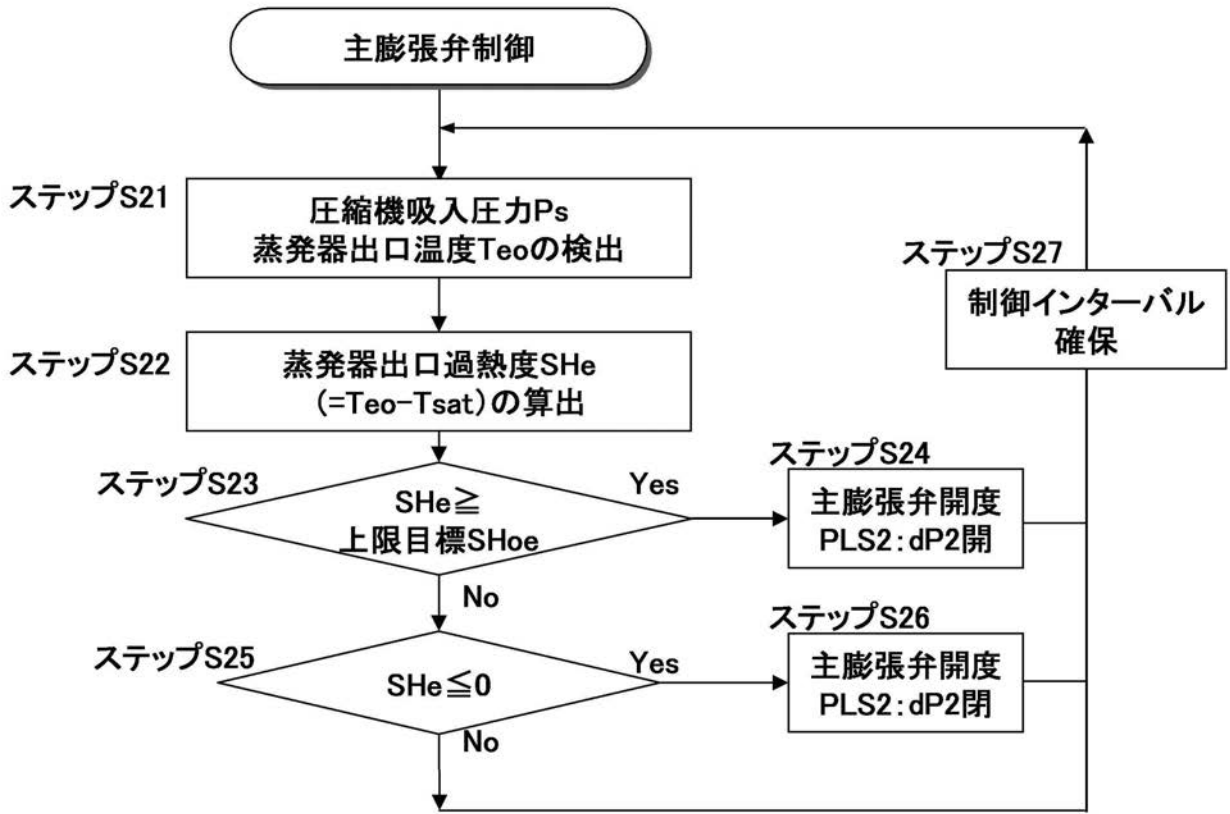 主膨張弁制御
ステップS21
圧縮機吸入圧力Ps
蒸発器出口温度Teoの検出
ステップS22
蒸発器出口過熱度SHe
(=Teo-Tsat)の算出
ステップS23
SHe≧
上限目標SHoe
Yes
No
ステップS24
主膨張弁開度
PLS2:dP2開
ステップS25
SHe≦0
Yes
No
ステップS26
主膨張弁開度
PLS2:dP2閉
ステップS27
制御インターバル
確保